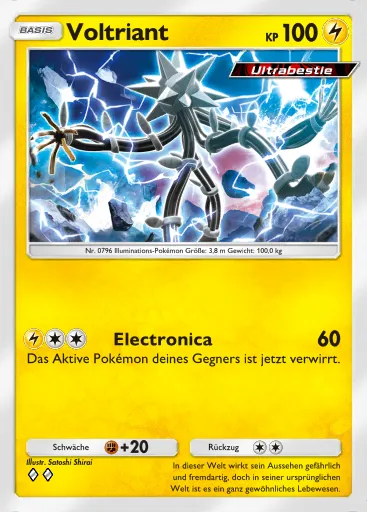 BASIS Voltriant KP 100
Ultrabestie
Nr. 0796 Illuminations-Pokémon Größe: 3,8 m Gewicht: 100,0 kg
Electronica 60
Das Aktive Pokémon deines Gegners ist jetzt verwirrt.
Schwäche +20 Rückzug
Illustr. Satoshi Shirai
In dieser Welt wirkt sein Aussehen gefährlich
und fremdartig, doch in seiner ursprünglichen
Welt ist es ein ganz gewöhnliches Lebewesen.